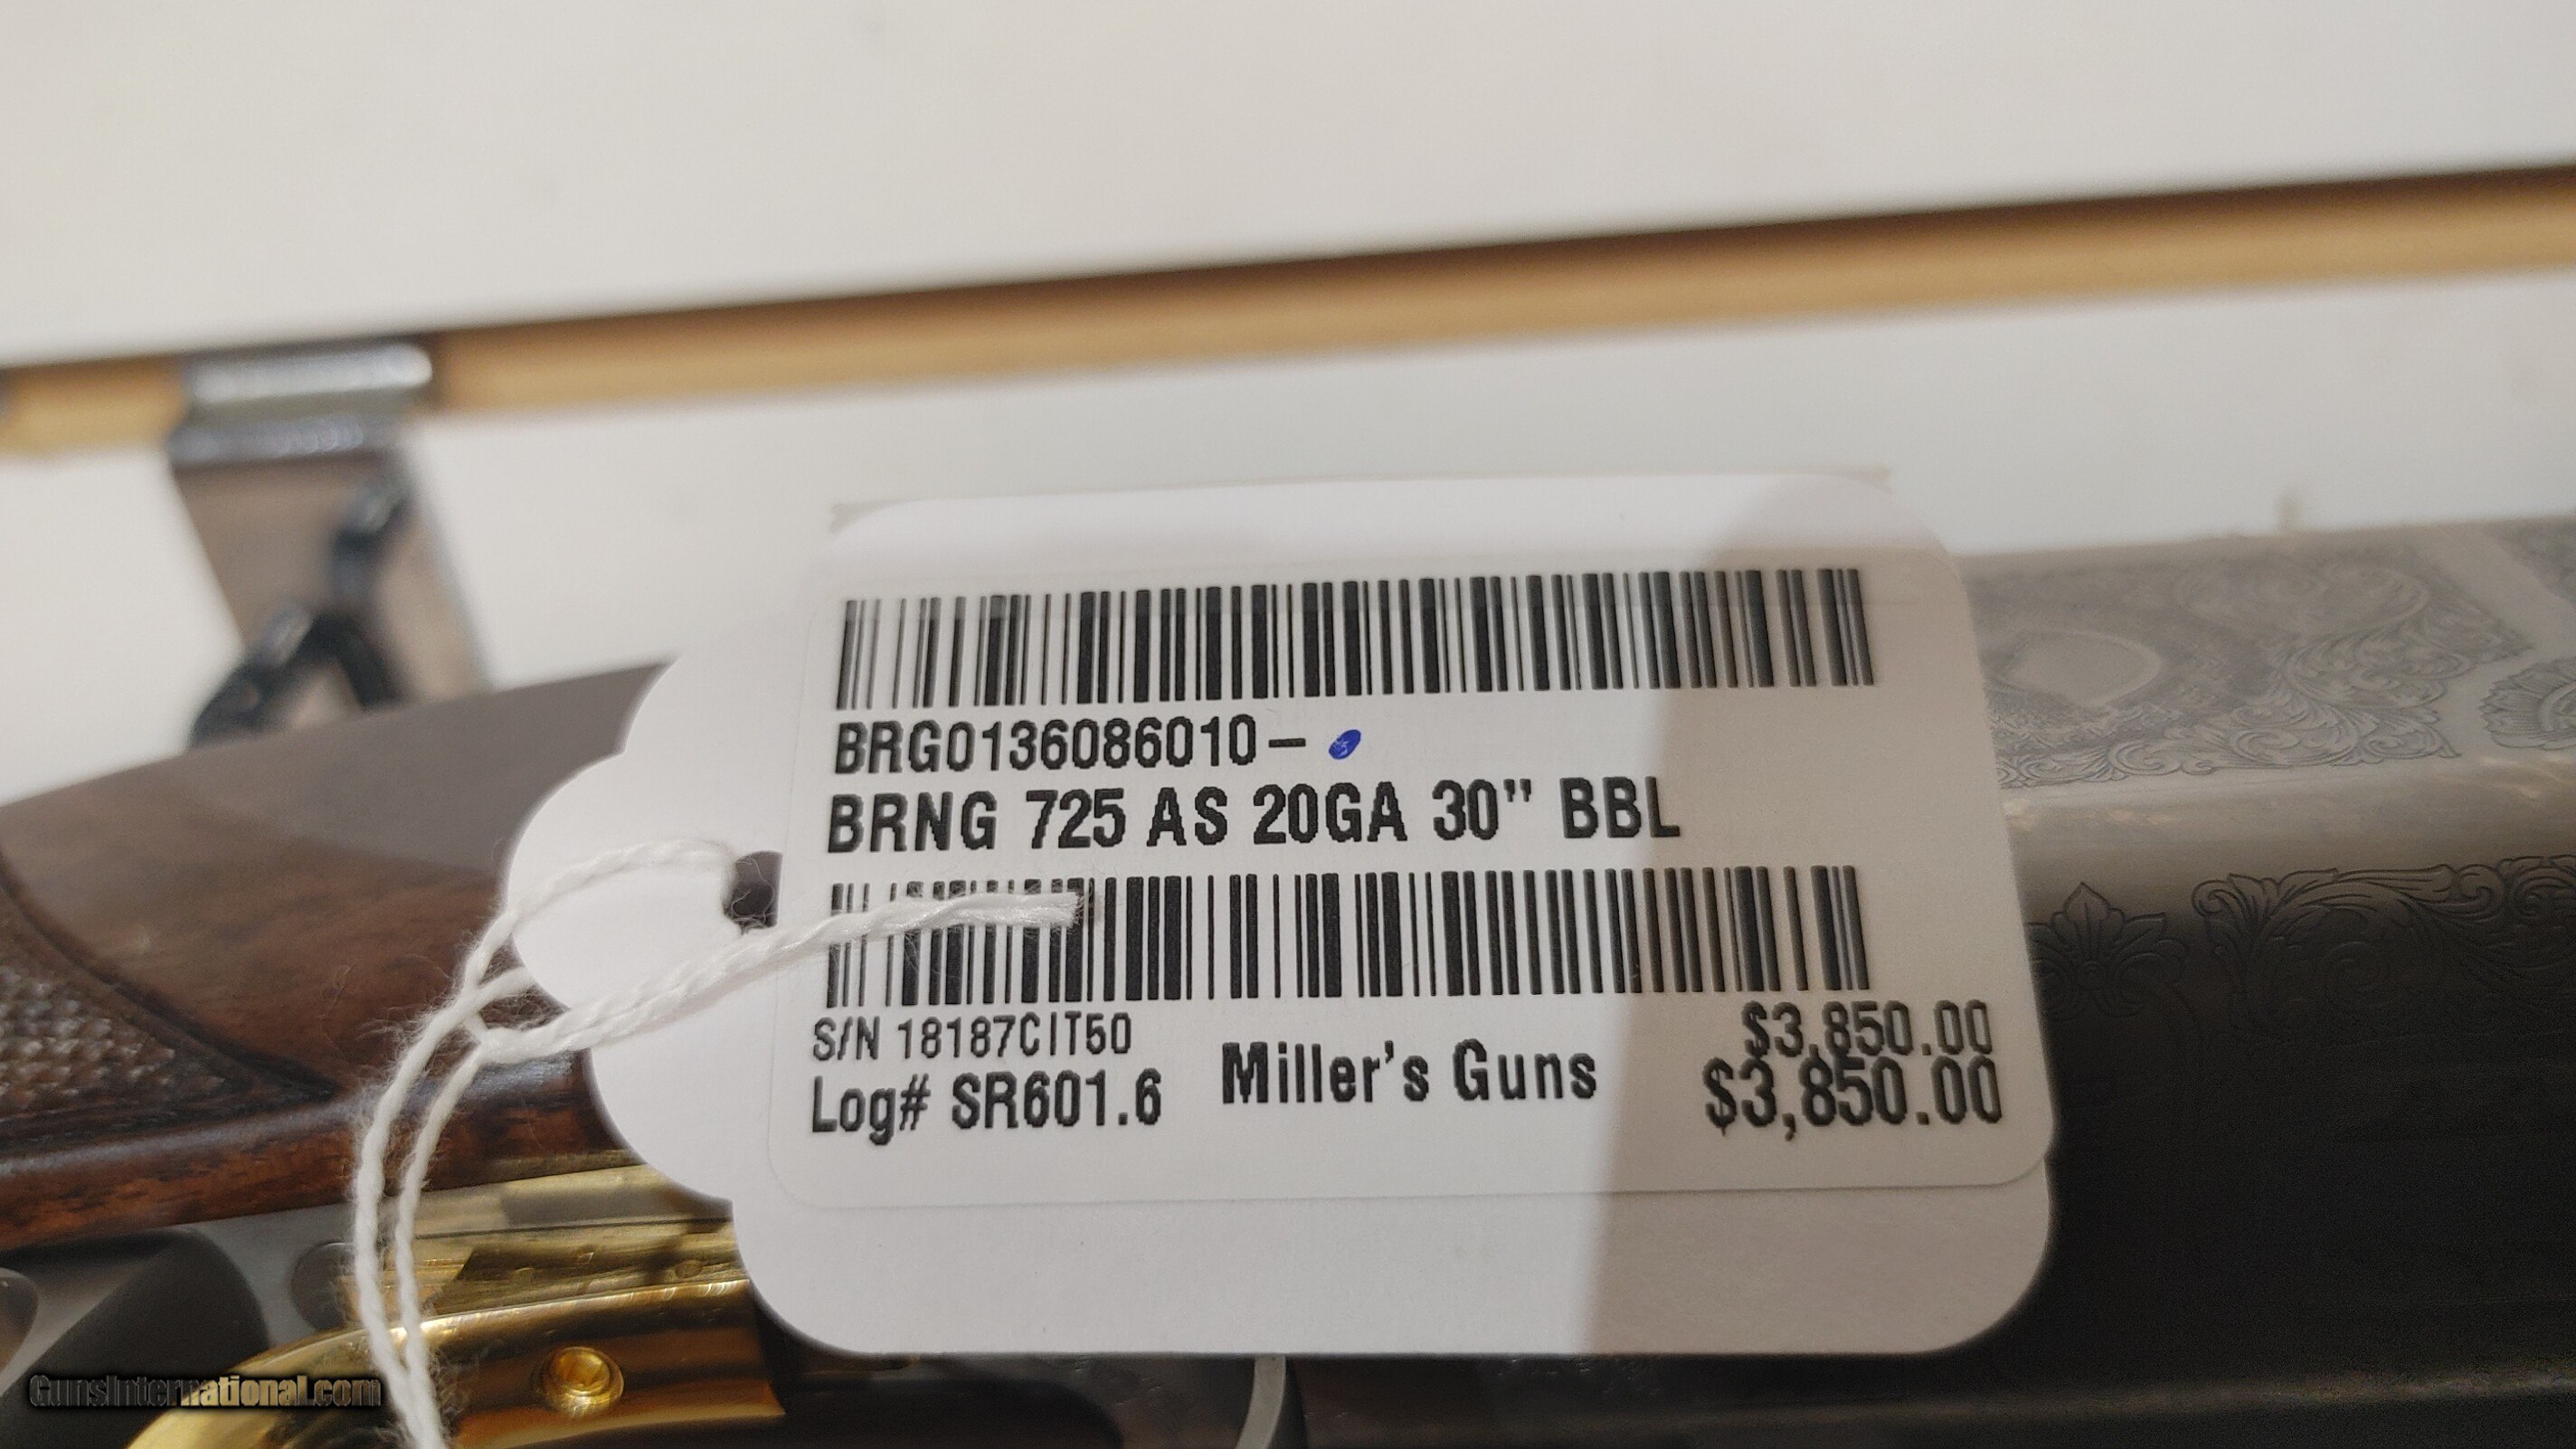 BRG0136086010-
BRNG 725 AS 20GA 30" BBL
S/N 18187CIT50
$3,850.00
Log# SR601.6
Miller's Guns
$3,850.00
GunsInternational.com